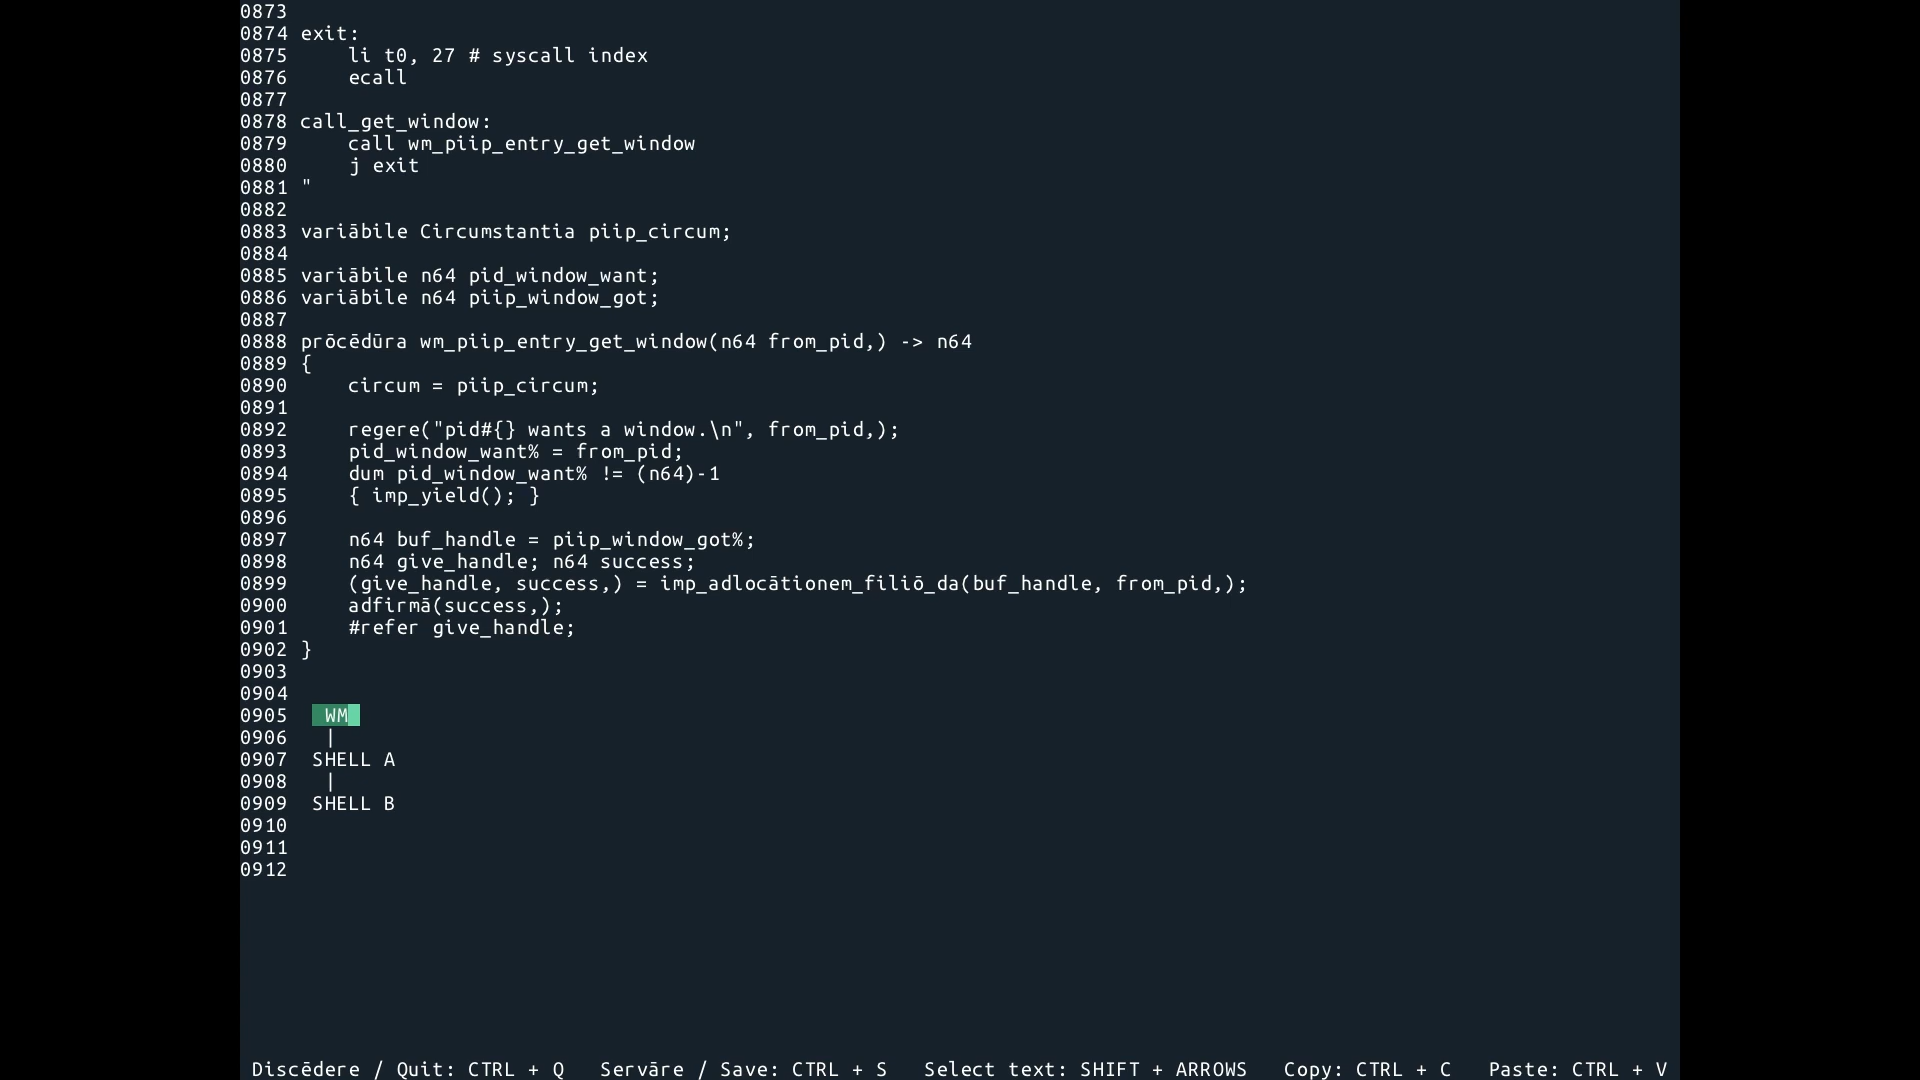 0873
0874 exit:
0875     li t0, 27 # syscall index
0876     ecall
0877
0878 call_get_window:
0879     call wm_piip_entry_get_window
0880     j exit
0881 "
0882
0883 variābile Circumstantia piip_circum;
0884
0885 variābile n64 pid_window_want;
0886 variābile n64 piip_window_got;
0887
0888 prōcēdūra wm_piip_entry_get_window(n64 from_pid,) -> n64
0889 {
0890     circum = piip_circum;
0891
0892     regere("pid#{} wants a window.\n", from_pid,);
0893     pid_window_want% = from_pid;
0894     dum pid_window_want% != (n64)-1
0895     { imp_yield(); }
0896
0897     n64 buf_handle = piip_window_got%;
0898     n64 give_handle; n64 success;
0899     (give_handle, success,) = imp_adlocātionem_filiō_da(buf_handle, from_pid,);
0900     adfirmā(success,);
0901     #refer give_handle;
0902 }
0903
0904
0905   WM
0906   |
0907  SHELL A
0908   |
0909  SHELL B
0910
0911
0912
Discēdere / Quit: CTRL + Q   Servāre / Save: CTRL + S   Select text: SHIFT + ARROWS   Copy: CTRL + C   Paste: CTRL + V